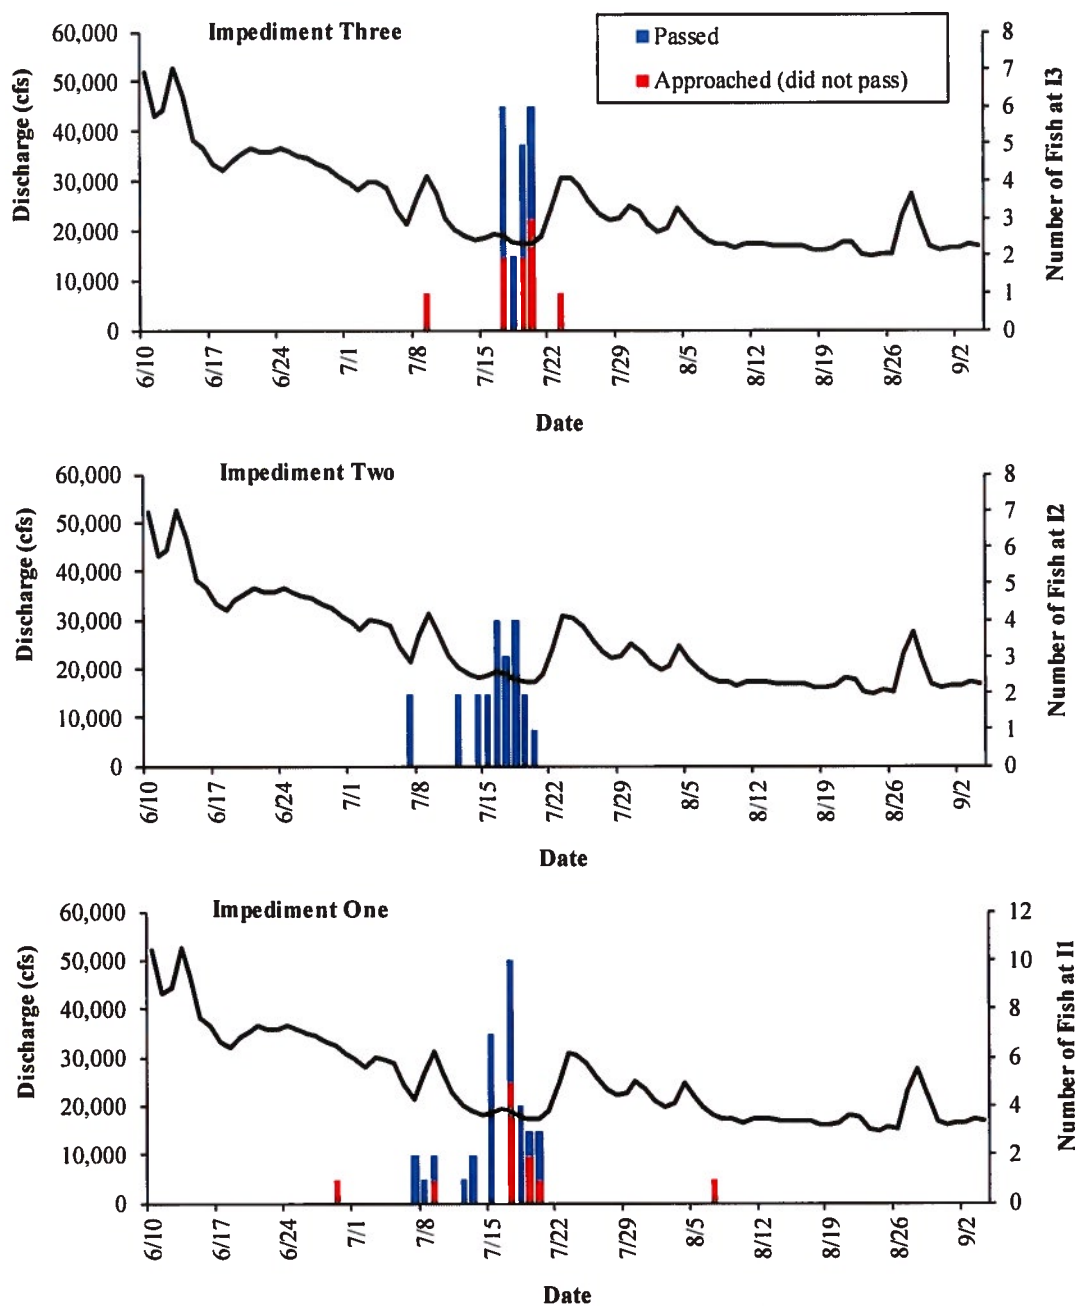 Impediment Three
Passed
Approached (did not pass)
Discharge (cfs)
60,000
50,000
40,000
30,000
20,000
10,000
0
8
7
6
5
4
3
2
1
0
Number of Fish at I3
6/10 6/17 6/24 7/1 7/8 7/15 7/22 7/29 8/5 8/12 8/19 8/26 9/2
Date
Impediment Two
Discharge (cfs)
60,000
50,000
40,000
30,000
20,000
10,000
0
8
7
6
5
4
3
2
1
0
Number of Fish at I2
6/10 6/17 6/24 7/1 7/8 7/15 7/22 7/29 8/5 8/12 8/19 8/26 9/2
Date
Impediment One
Discharge (cfs)
60,000
50,000
40,000
30,000
20,000
10,000
0
12
10
8
6
4
2
0
Number of Fish at I1
6/10 6/17 6/24 7/1 7/8 7/15 7/22 7/29 8/5 8/12 8/19 8/26 9/2
Date